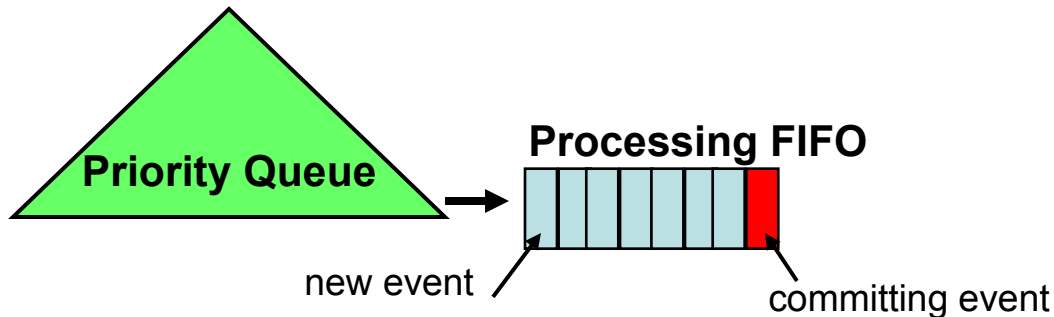 Priority Queue
Processing FIFO
new event
committing event